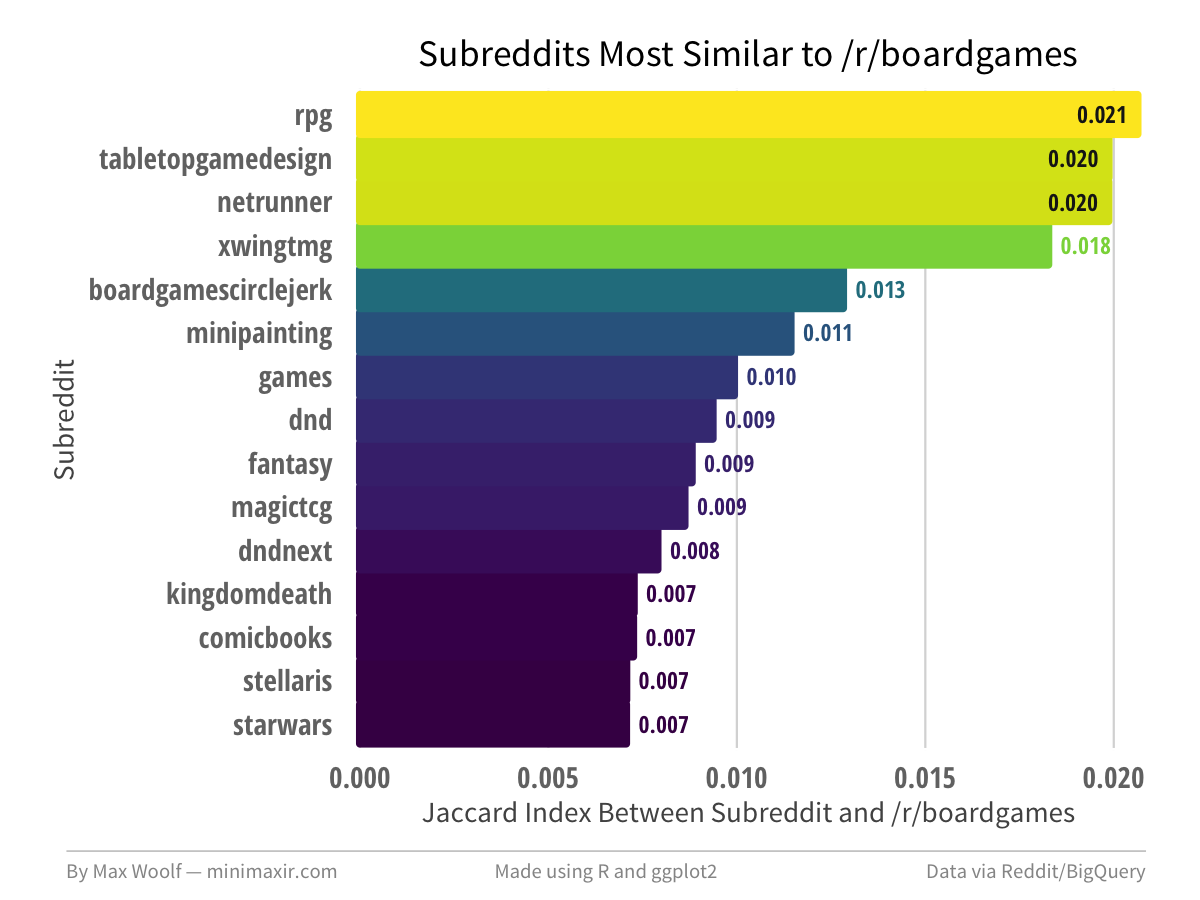 Subreddits Most Similar to /r/boardgames
rpg
0.021
tabletopgamedesign
0.020
netrunner
0.020
xwingtmg
0.018
boardgamescirclejerk
0.013
minipainting
0.011
games
0.010
dnd
0.009
fantasy
0.009
magictcg
0.009
dndnext
0.008
kingdomdeath
0.007
comicbooks
0.007
stellaris
0.007
starwars
0.007
Subreddit
0.000 0.005 0.010 0.015 0.020
Jaccard Index Between Subreddit and /r/boardgames
By Max Woolf — minimaxir.com
Made using R and ggplot2
Data via Reddit/BigQuery